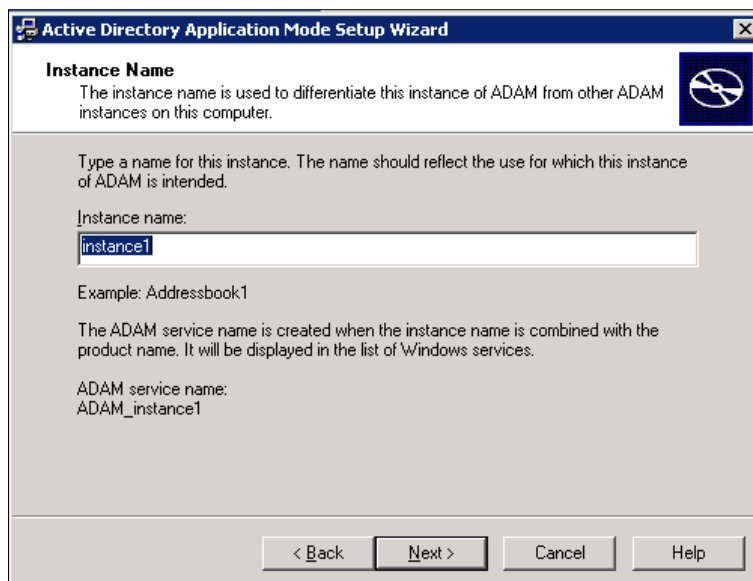 Active Directory Application Mode Setup Wizard
Instance Name
The instance name is used to differentiate this instance of ADAM from other ADAM
instances on this computer.
Type a name for this instance. The name should reflect the use for which this instance
of ADAM is intended.
Instance name:
instance1
Example: Addressbook1
The ADAM service name is created when the instance name is combined with the
product name. It will be displayed in the list of Windows services.
ADAM service name:
ADAM_instance1
< Back Next > Cancel Help